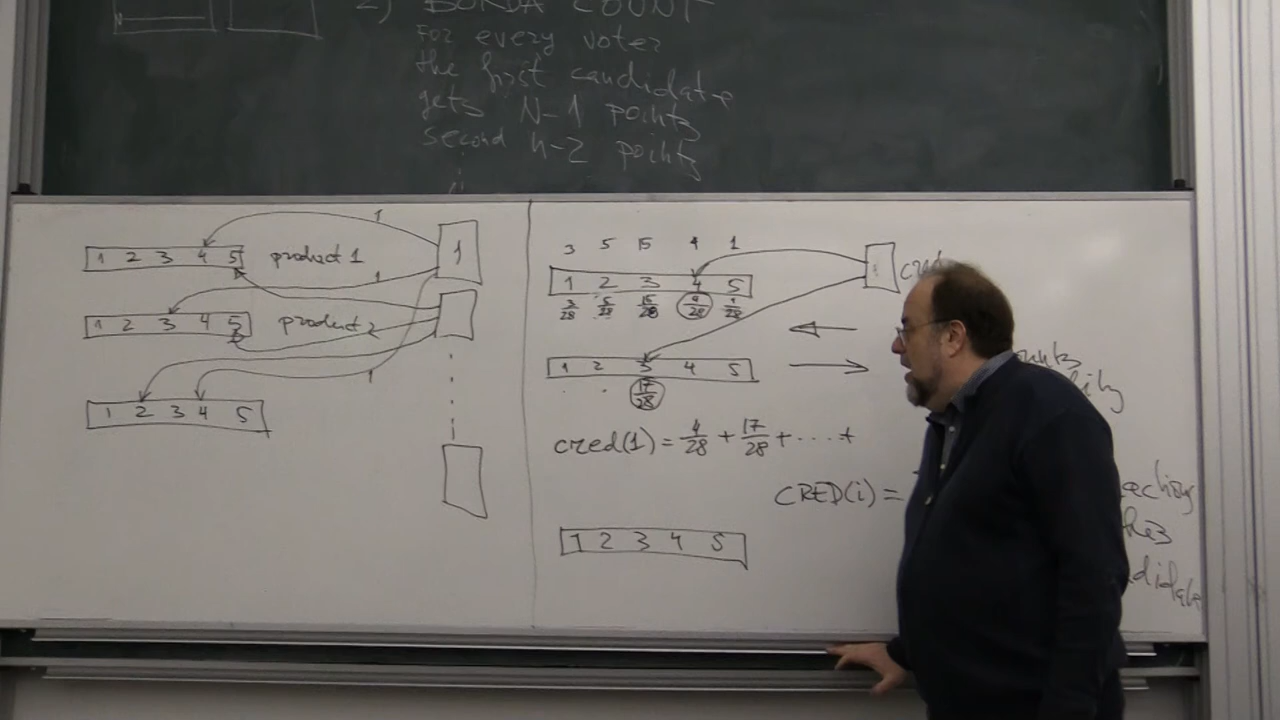 2) BORDA COUNT
For every voter
the first candidate
gets N-1 points
second n-2 points
1
1 2 3 4 5 product 1
1
1
1 2 3 4 5 product 2
1
1 2 3 4 5
3 5 15 4 1
1 2 3 4 5
3/28 5/28 15/28 4/28 1/28
1 2 3 4 5
17/28
cred(1) = 4/28 + 17/28 + ... +
CRED(i) =
1 2 3 4 5